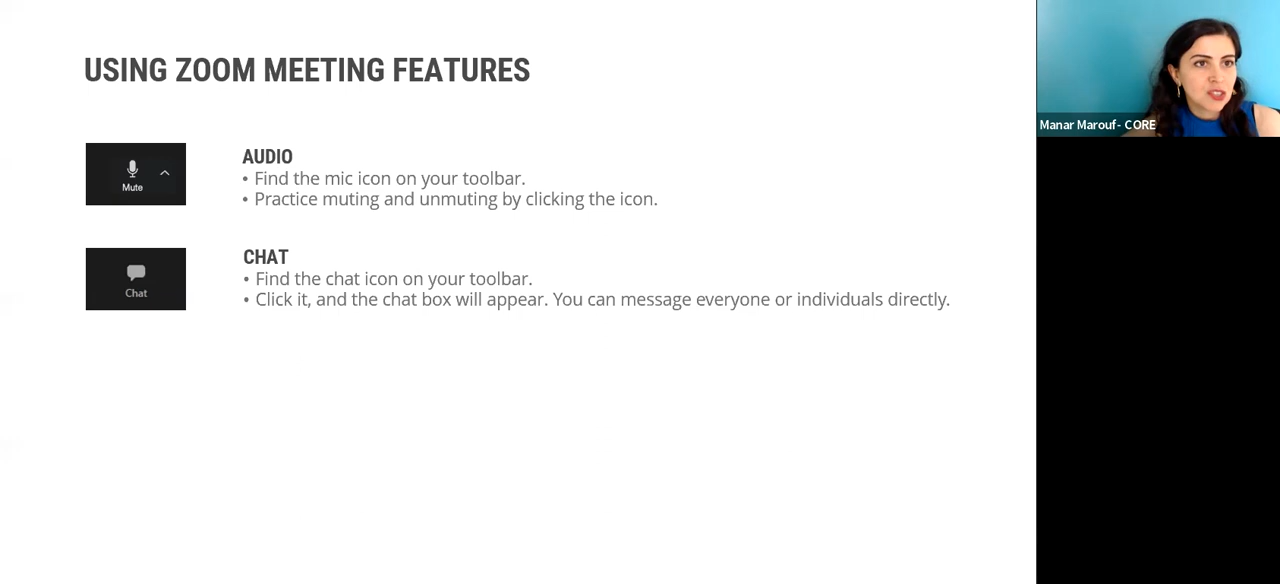 USING ZOOM MEETING FEATURES
Mute
AUDIO
• Find the mic icon on your toolbar.
• Practice muting and unmuting by clicking the icon.
Chat
CHAT
• Find the chat icon on your toolbar.
• Click it, and the chat box will appear. You can message everyone or individuals directly.
Manar Marouf- CORE